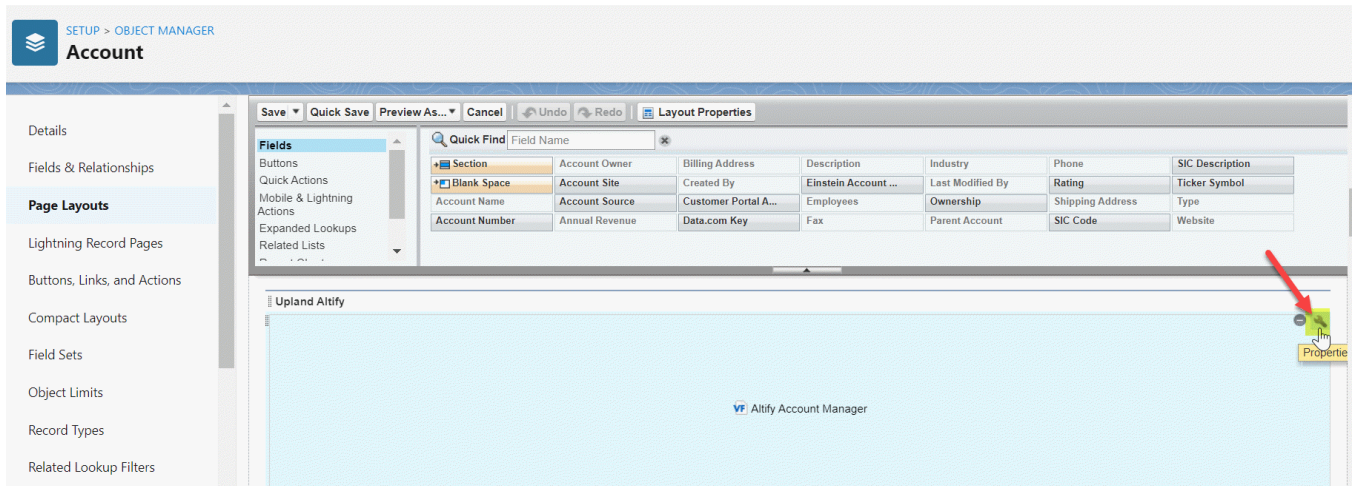 SETUP > OBJECT MANAGER
Account
Details
Fields & Relationships
Page Layouts
Lightning Record Pages
Buttons, Links, and Actions
Compact Layouts
Field Sets
Object Limits
Record Types
Related Lookup Filters
Save Quick Save Preview As... Cancel Undo Redo Layout Properties
Fields
Buttons
Quick Actions
Mobile & Lightning
Actions
Expanded Lookups
Related Lists
Quick Find Field Name
Section Account Owner Billing Address Description Industry Phone SIC Description
Blank Space Account Site Created By Einstein Account ... Last Modified By Rating Ticker Symbol
Account Name Account Source Customer Portal A... Employees Ownership Shipping Address Type
Account Number Annual Revenue Data.com Key Fax Parent Account SIC Code Website
Upland Altify
Propertie
VF Altify Account Manager